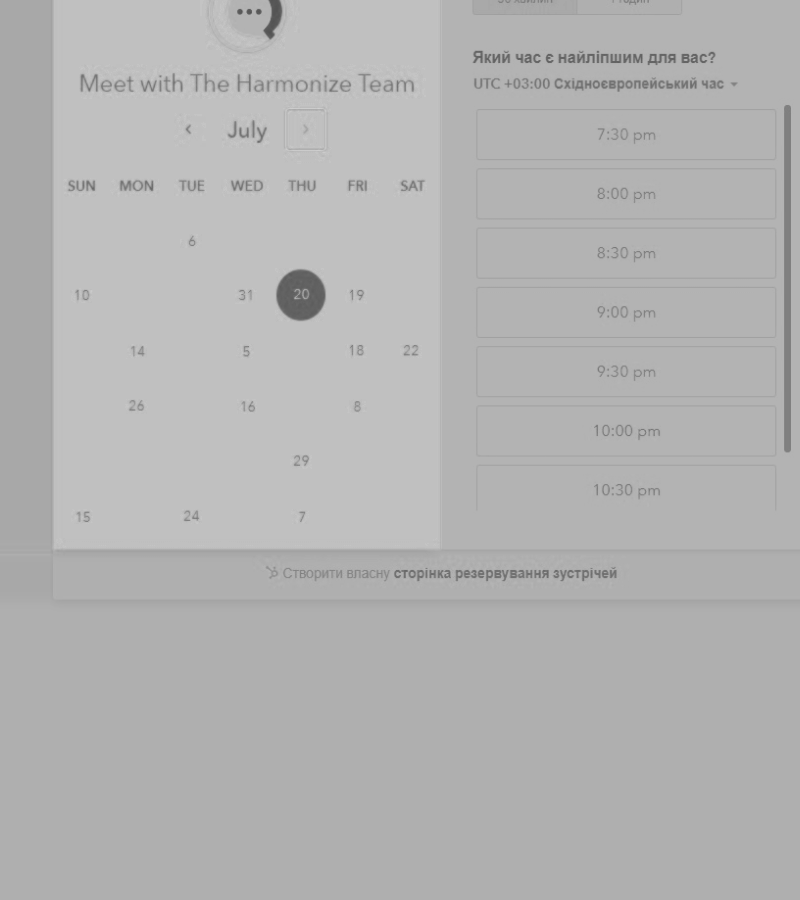 Meet with The Harmonize Team
July
SUN MON TUE WED THU FRI SAT
6
10 31 20 19
14 5 18 22
26 16 8
29
15 24 7
Який час є найліпшим для вас?
UTC +03:00 Східноєвропейський час
7:30 pm
8:00 pm
8:30 pm
9:00 pm
9:30 pm
10:00 pm
10:30 pm
Створити власну сторінка резервування зустрічей